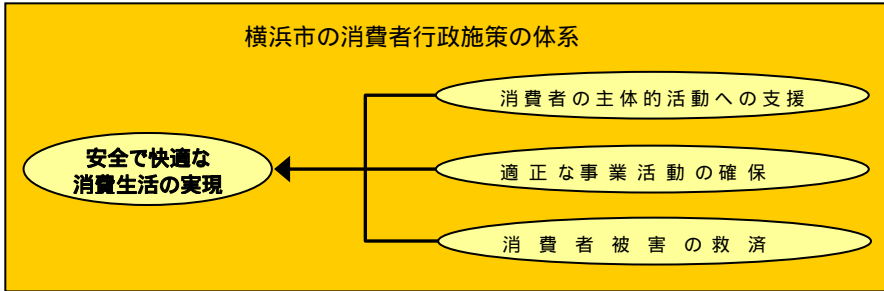 横浜市の消費者行政施策の体系
消費者の主体的活動への支援
安全で快適な
消費生活の実現
適正な事業活動の確保
消費者被害の救済